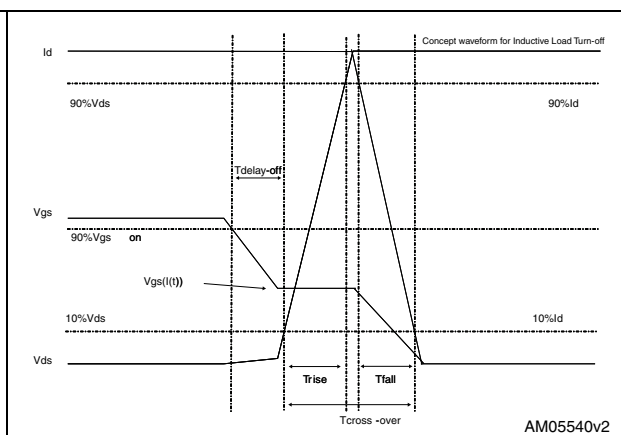 Concept waveform for Inductive Load Turn-off
Id
90%Vds
90%Id
Tdelay-off
Vgs
90%Vgs on
Vgs(I(t))
10%Vds
10%Id
Vds
Trise
Tfall
Tcross -over
AM05540v2